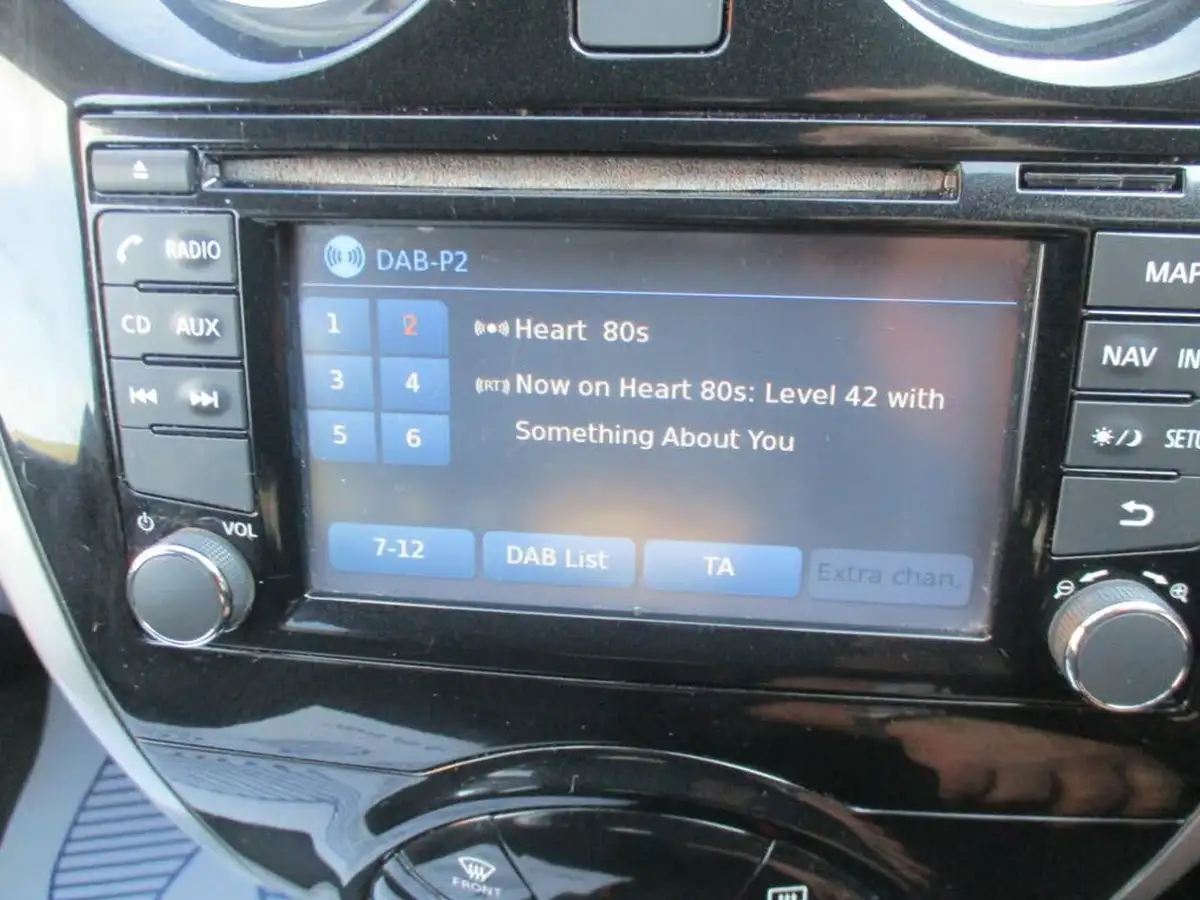 RADIO
CD AUX
VOL
DAB-P2
1 2
3 4
5 6
Heart 80s
(RT) Now on Heart 80s: Level 42 with
Something About You
7-12 DAB List TA Extra chan.
MAP
NAV
FRONT